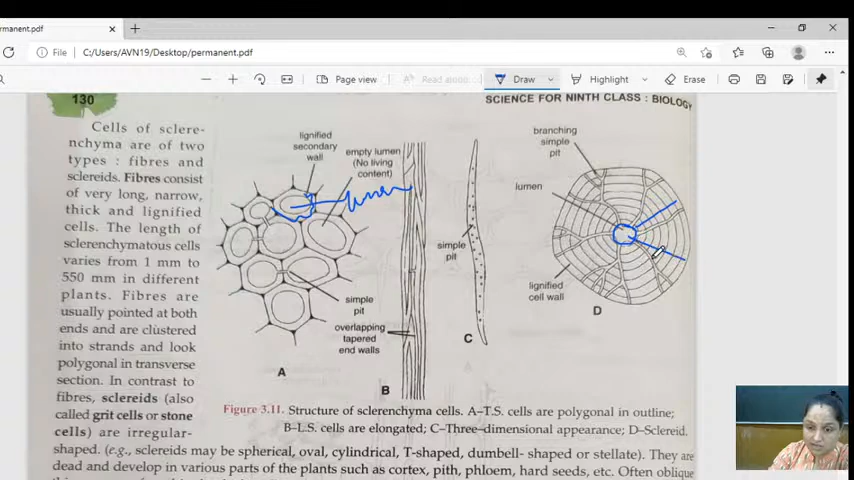 rmanent.pdf
File
C:/Users/AVN19/Desktop/permanent.pdf
Page view
Read aloud
Draw
Highlight
Erase
130
SCIENCE FOR NINTH CLASS : BIOLOGY
Cells of sclere-
nchyma are of two
types : fibres and
sclereids. Fibres consist
of very long, narrow,
thick and lignified
cells. The length of
sclerenchymatous cells
varies from 1 mm to
550 mm in different
plants. Fibres are
usually pointed at both
ends and are clustered
into strands and look
polygonal in transverse
section. In contrast to
fibres, sclereids (also
called grit cells or stone
cells) are irregular-
shaped. (e.g., sclereids may be spherical, oval, cylindrical, T-shaped, dumbell- shaped or stellate). They are
dead and develop in various parts of the plants such as cortex, pith, phloem, hard seeds, etc. Often oblique
lignified
secondary
wall
empty lumen
(No living
content)
lumen
simple
pit
overlapping
tapered
end walls
A
B
simple
pit
C
branching
simple
pit
lumen
lignified
cell wall
D
Figure 3.11. Structure of sclerenchyma cells. A–T.S. cells are polygonal in outline;
B–L.S. cells are elongated; C–Three–dimensional appearance; D–Sclereid.